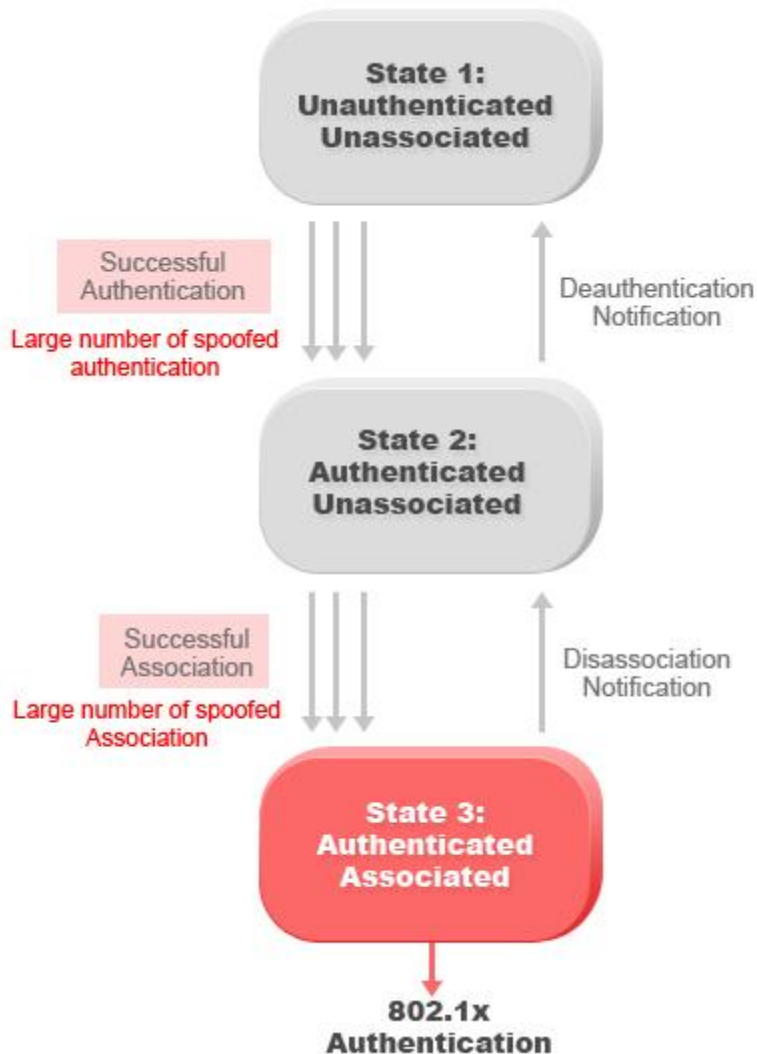 State 1:
Unauthenticated
Unassociated
Successful
Authentication
Large number of spoofed
authentication
Deauthentication
Notification
State 2:
Authenticated
Unassociated
Successful
Association
Large number of spoofed
Association
Disassociation
Notification
State 3:
Authenticated
Associated
802.1x
Authentication